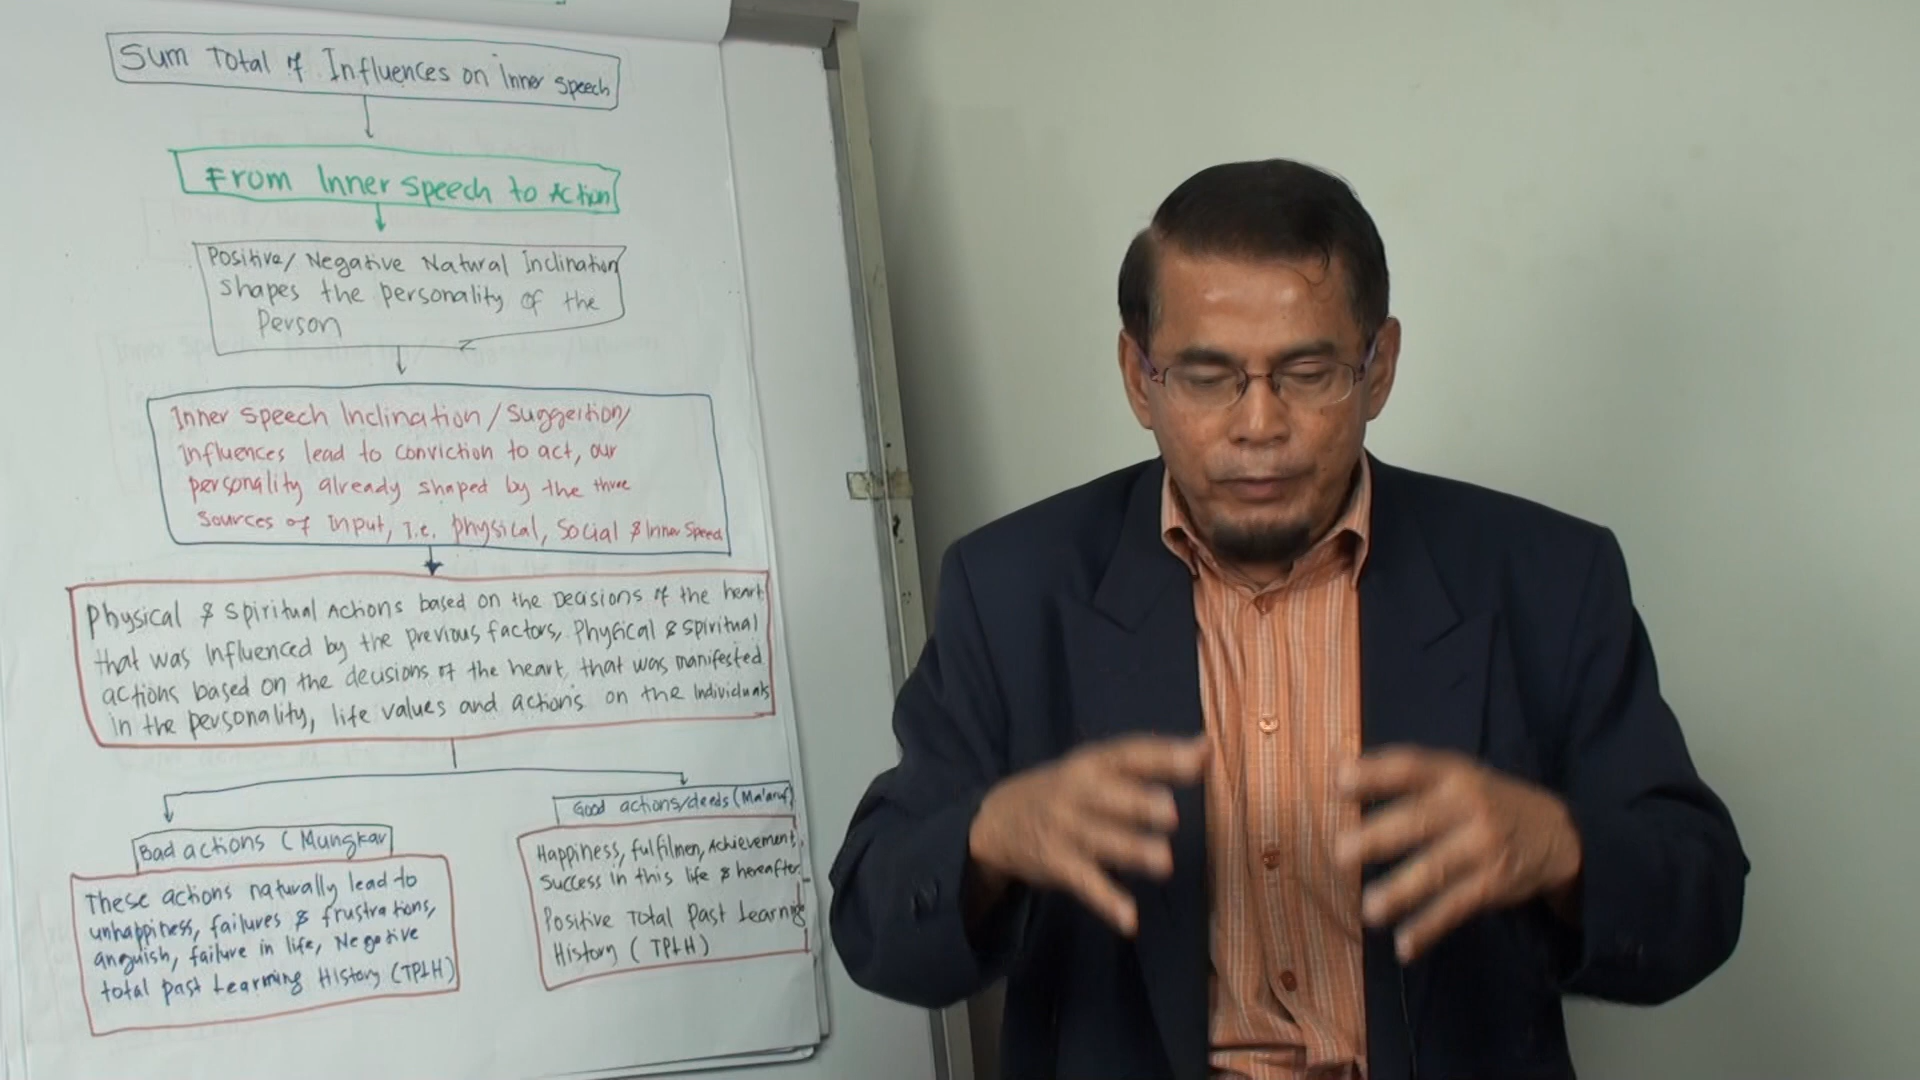 Sum Total of Influences on Inner Speech
From Inner Speech to Action
Positive/ Negative Natural Inclination
shapes the personality of the
Person
Inner Speech Inclination/Suggertion/
Influences lead to conviction to act, our
personality already shaped by the three
Sources of Input, I.e. Physical, Social & Inner Speed
Physical & Spiritual Actions based on the Decisions of the heart
that was Influenced by the previous factors, Physical & Spiritual
actions based on the decusions of the heart, that was manifested
in the personality, life values and actions on the Individuals
Bad actions (Mungkar
These actions naturally lead to
unhappiness, failures & frustrations,
anguish, failure in life, Negative
total past Learning History (TPLH)
Good actions/deeds (Ma'aruf)
Happiness, fulfilmen, Achievement,
Success in this life & hereafter.
Positive Total Past Learning
History (TPLH)